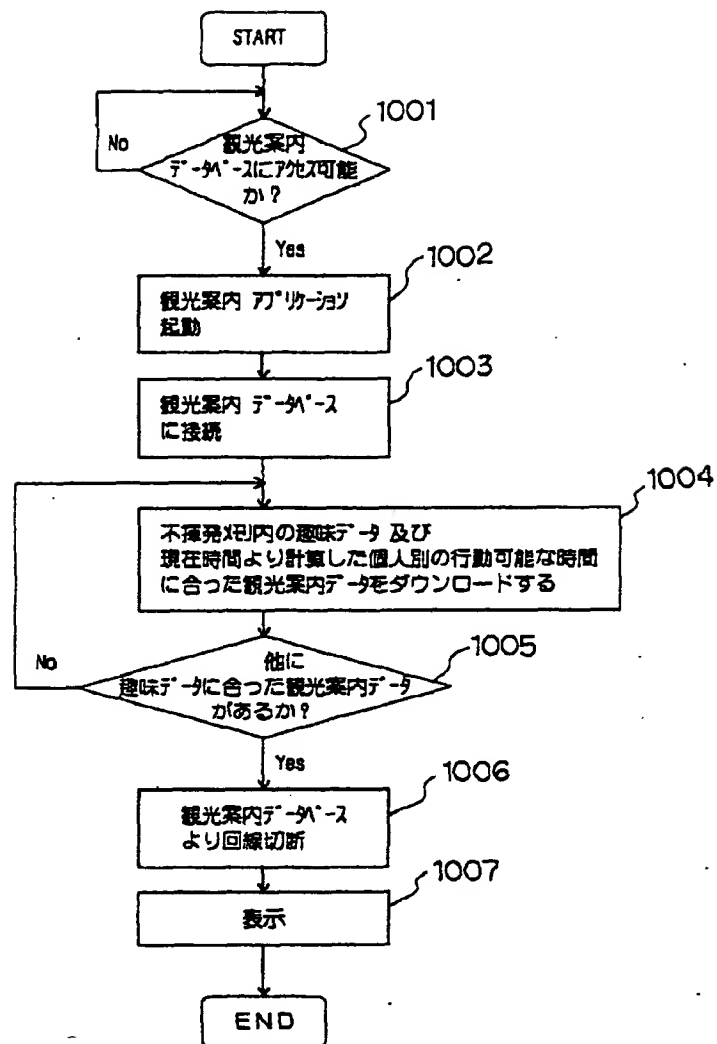 START
1001
No
観光案内
データベースにアクセス可能
か?
Yes
1002
観光案内 アプリケーション
起動
1003
観光案内 データベース
に接続
1004
不揮発メモリ内の趣味データ 及び
現在時間より計算した個人別の行動可能な時間
に合った観光案内データをダウンロードする
No
1005
他に
趣味データに合った観光案内データ
があるか?
Yes
1006
観光案内データベース
より回線切断
1007
表示
END